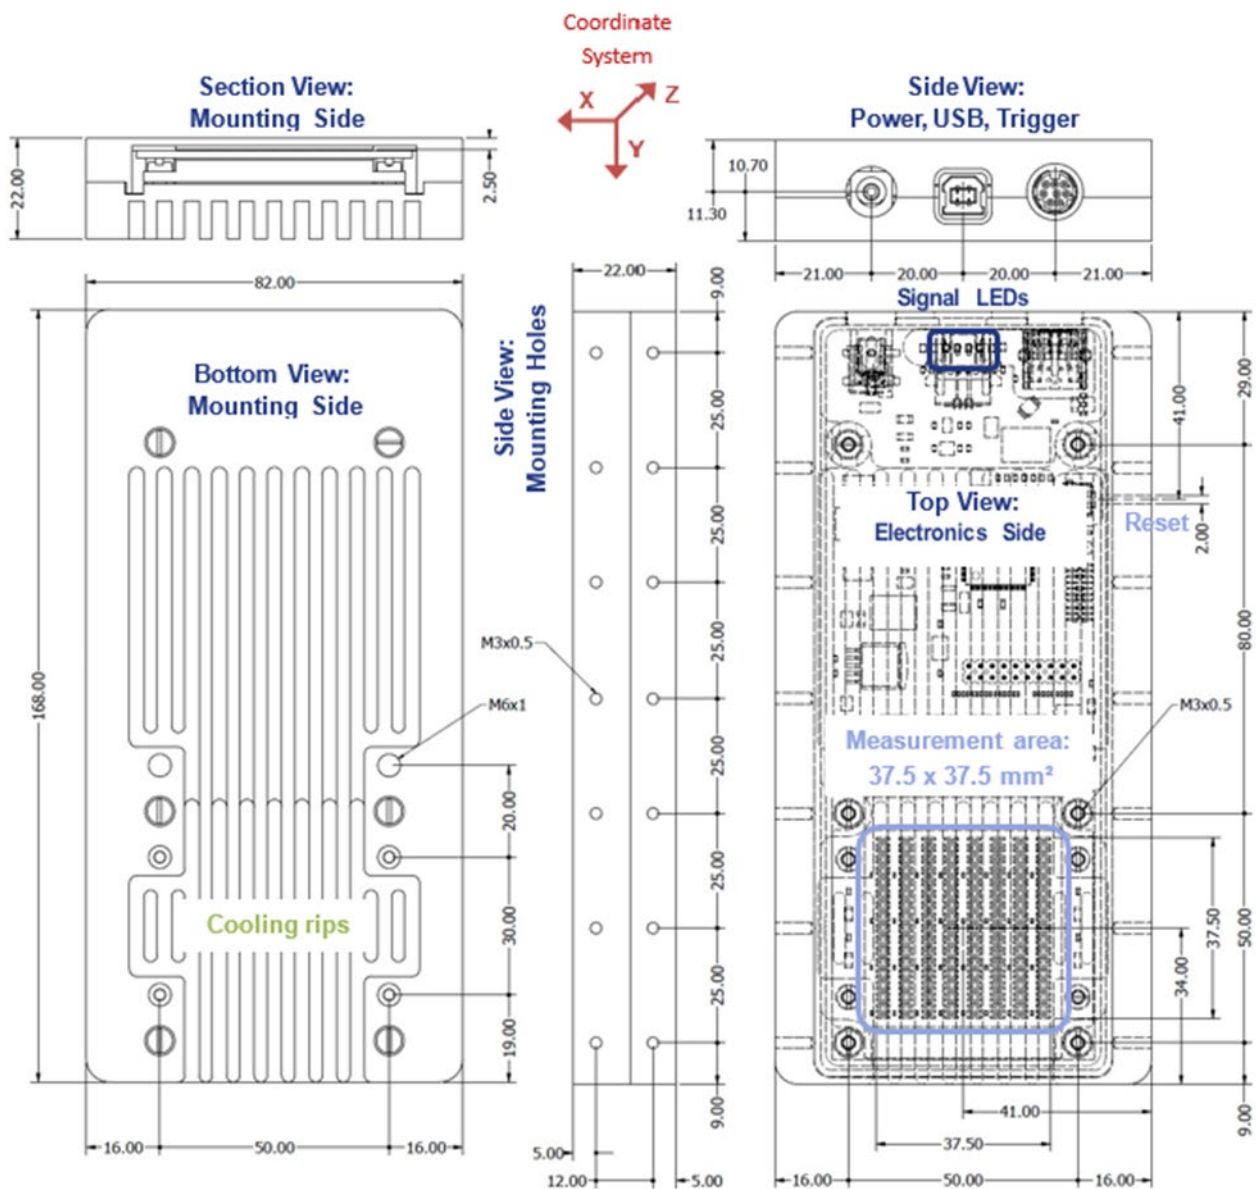 Coordinate
System
X
Z
Y
Section View:
Mounting Side
22.00
2.50
Side View:
Power, USB, Trigger
10.70
11.30
21.00
20.00
20.00
21.00
82.00
168.00
Bottom View:
Mounting Side
M6x1
Cooling rips
20.00
30.00
19.00
16.00
50.00
16.00
Side View:
Mounting Holes
22.00
9.00
25.00
25.00
25.00
25.00
25.00
25.00
9.00
M3x0.5
5.00
12.00
5.00
Signal LEDs
Top View:
Electronics Side
Reset
41.00
2.00
29.00
80.00
M3x0.5
Measurement area:
37.5 x 37.5 mm²
37.50
34.00
50.00
9.00
41.00
37.50
16.00
50.00
16.00